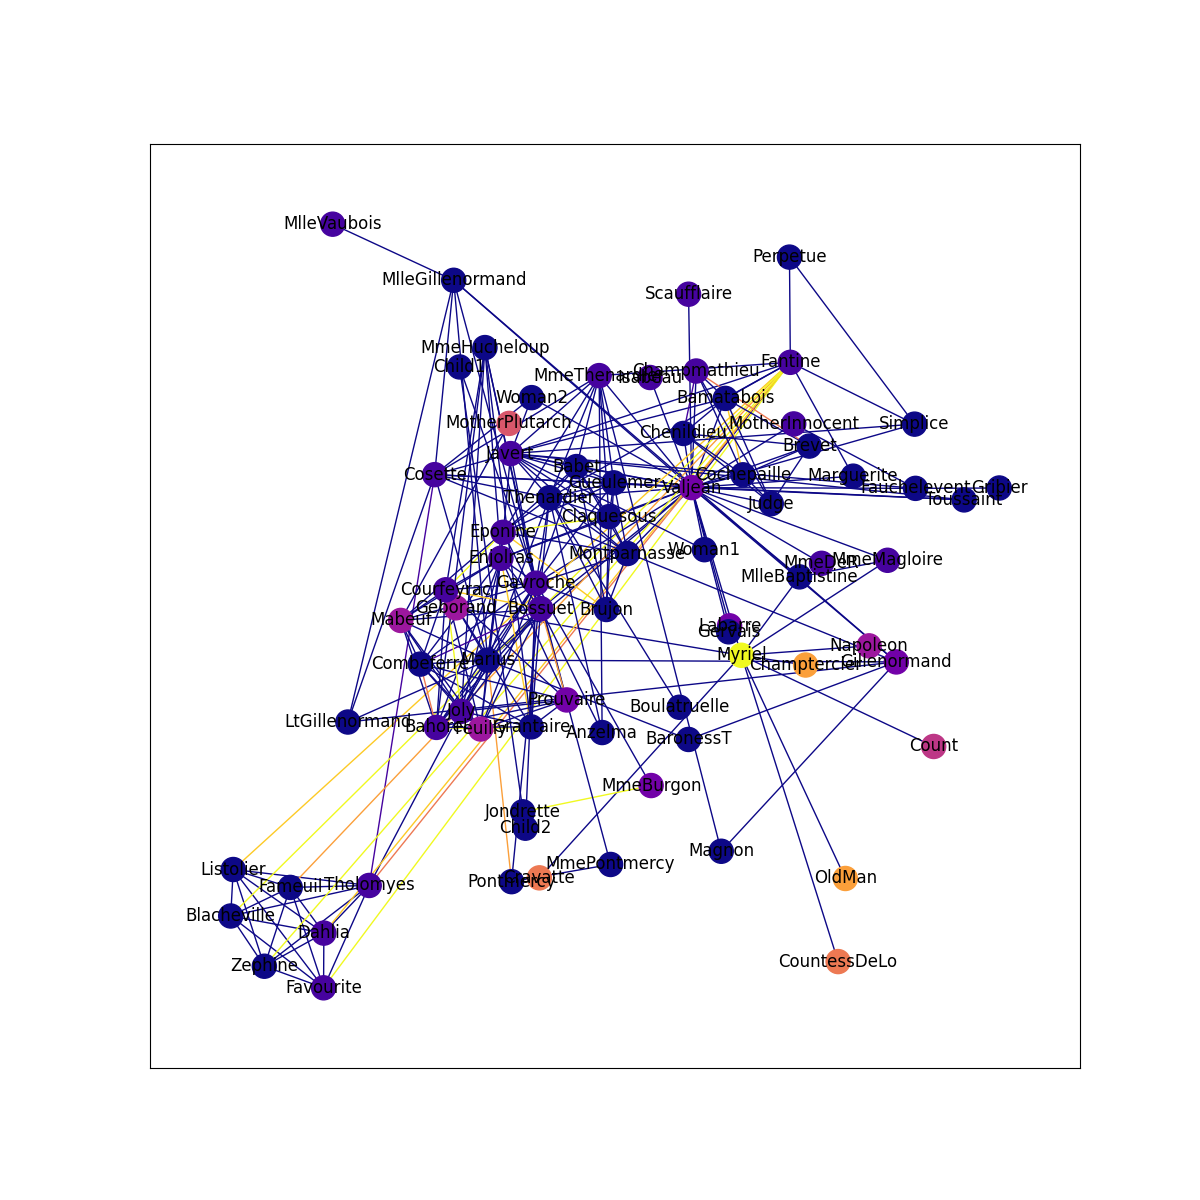 MlleVaubois
MlleGillenormand
Perpetue
Scaufflaire
MmeHucheloup
Child1
Fantine
Champmathieu
MmeThenardier
Isabeau
Woman2
Bamatabois
MotherPlutarch
MotherInnocent
Simplice
Chenildieu
Brevet
Javert
Babet
Cosette
Cochepaille
Marguerite
Gueulemer
Valjean
Fauchelevent
Gribier
Thenardier
Toussaint
Judge
Claquesous
Eponine
Woman1
Montparnasse
Enjolras
MmeDeR
MmeMagloire
MlleBaptistine
Gavroche
Courfeyrac
Geborand
Bossuet
Brujon
Mabeuf
Labarre
Gervais
Napoleon
Myriel
Champtercier
Gillenormand
Combeferre
Marius
Prouvaire
Boulatruelle
Joly
LtGillenormand
Bahorel
Feuilly
Grantaire
Anzelma
BaronessT
Count
MmeBurgon
Jondrette
Child2
Magnon
MmePontmercy
Listolier
Fameuil
Tholomyes
Pontmercy
Cravatte
OldMan
Blacheville
Dahlia
Zephine
CountessDeLo
Favourite